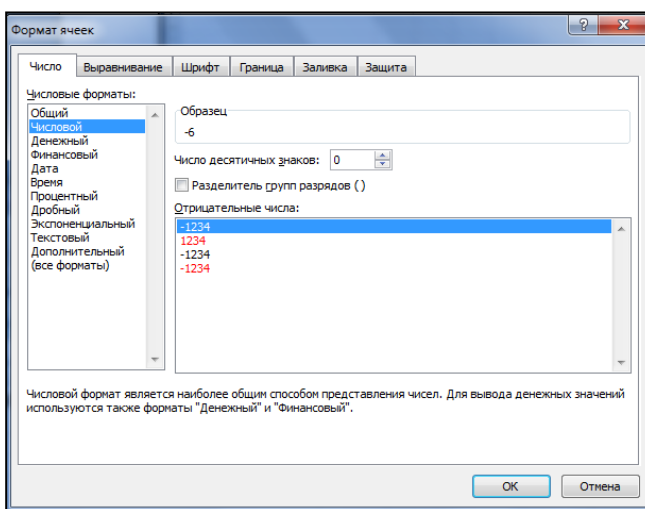 Формат ячеек
Число Выравнивание Шрифт Граница Заливка Защита
Числовые форматы:
Общий
Числовой
Денежный
Финансовый
Дата
Время
Процентный
Дробный
Экспоненциальный
Текстовый
Дополнительный
(все форматы)
Образец
-6
Число десятичных знаков: 0
Разделитель групп разрядов ( )
Отрицательные числа:
-1234
1234
-1234
-1234
Числовой формат является наиболее общим способом представления чисел. Для вывода денежных значений
используются также форматы "Денежный" и "Финансовый".
ОК Отмена